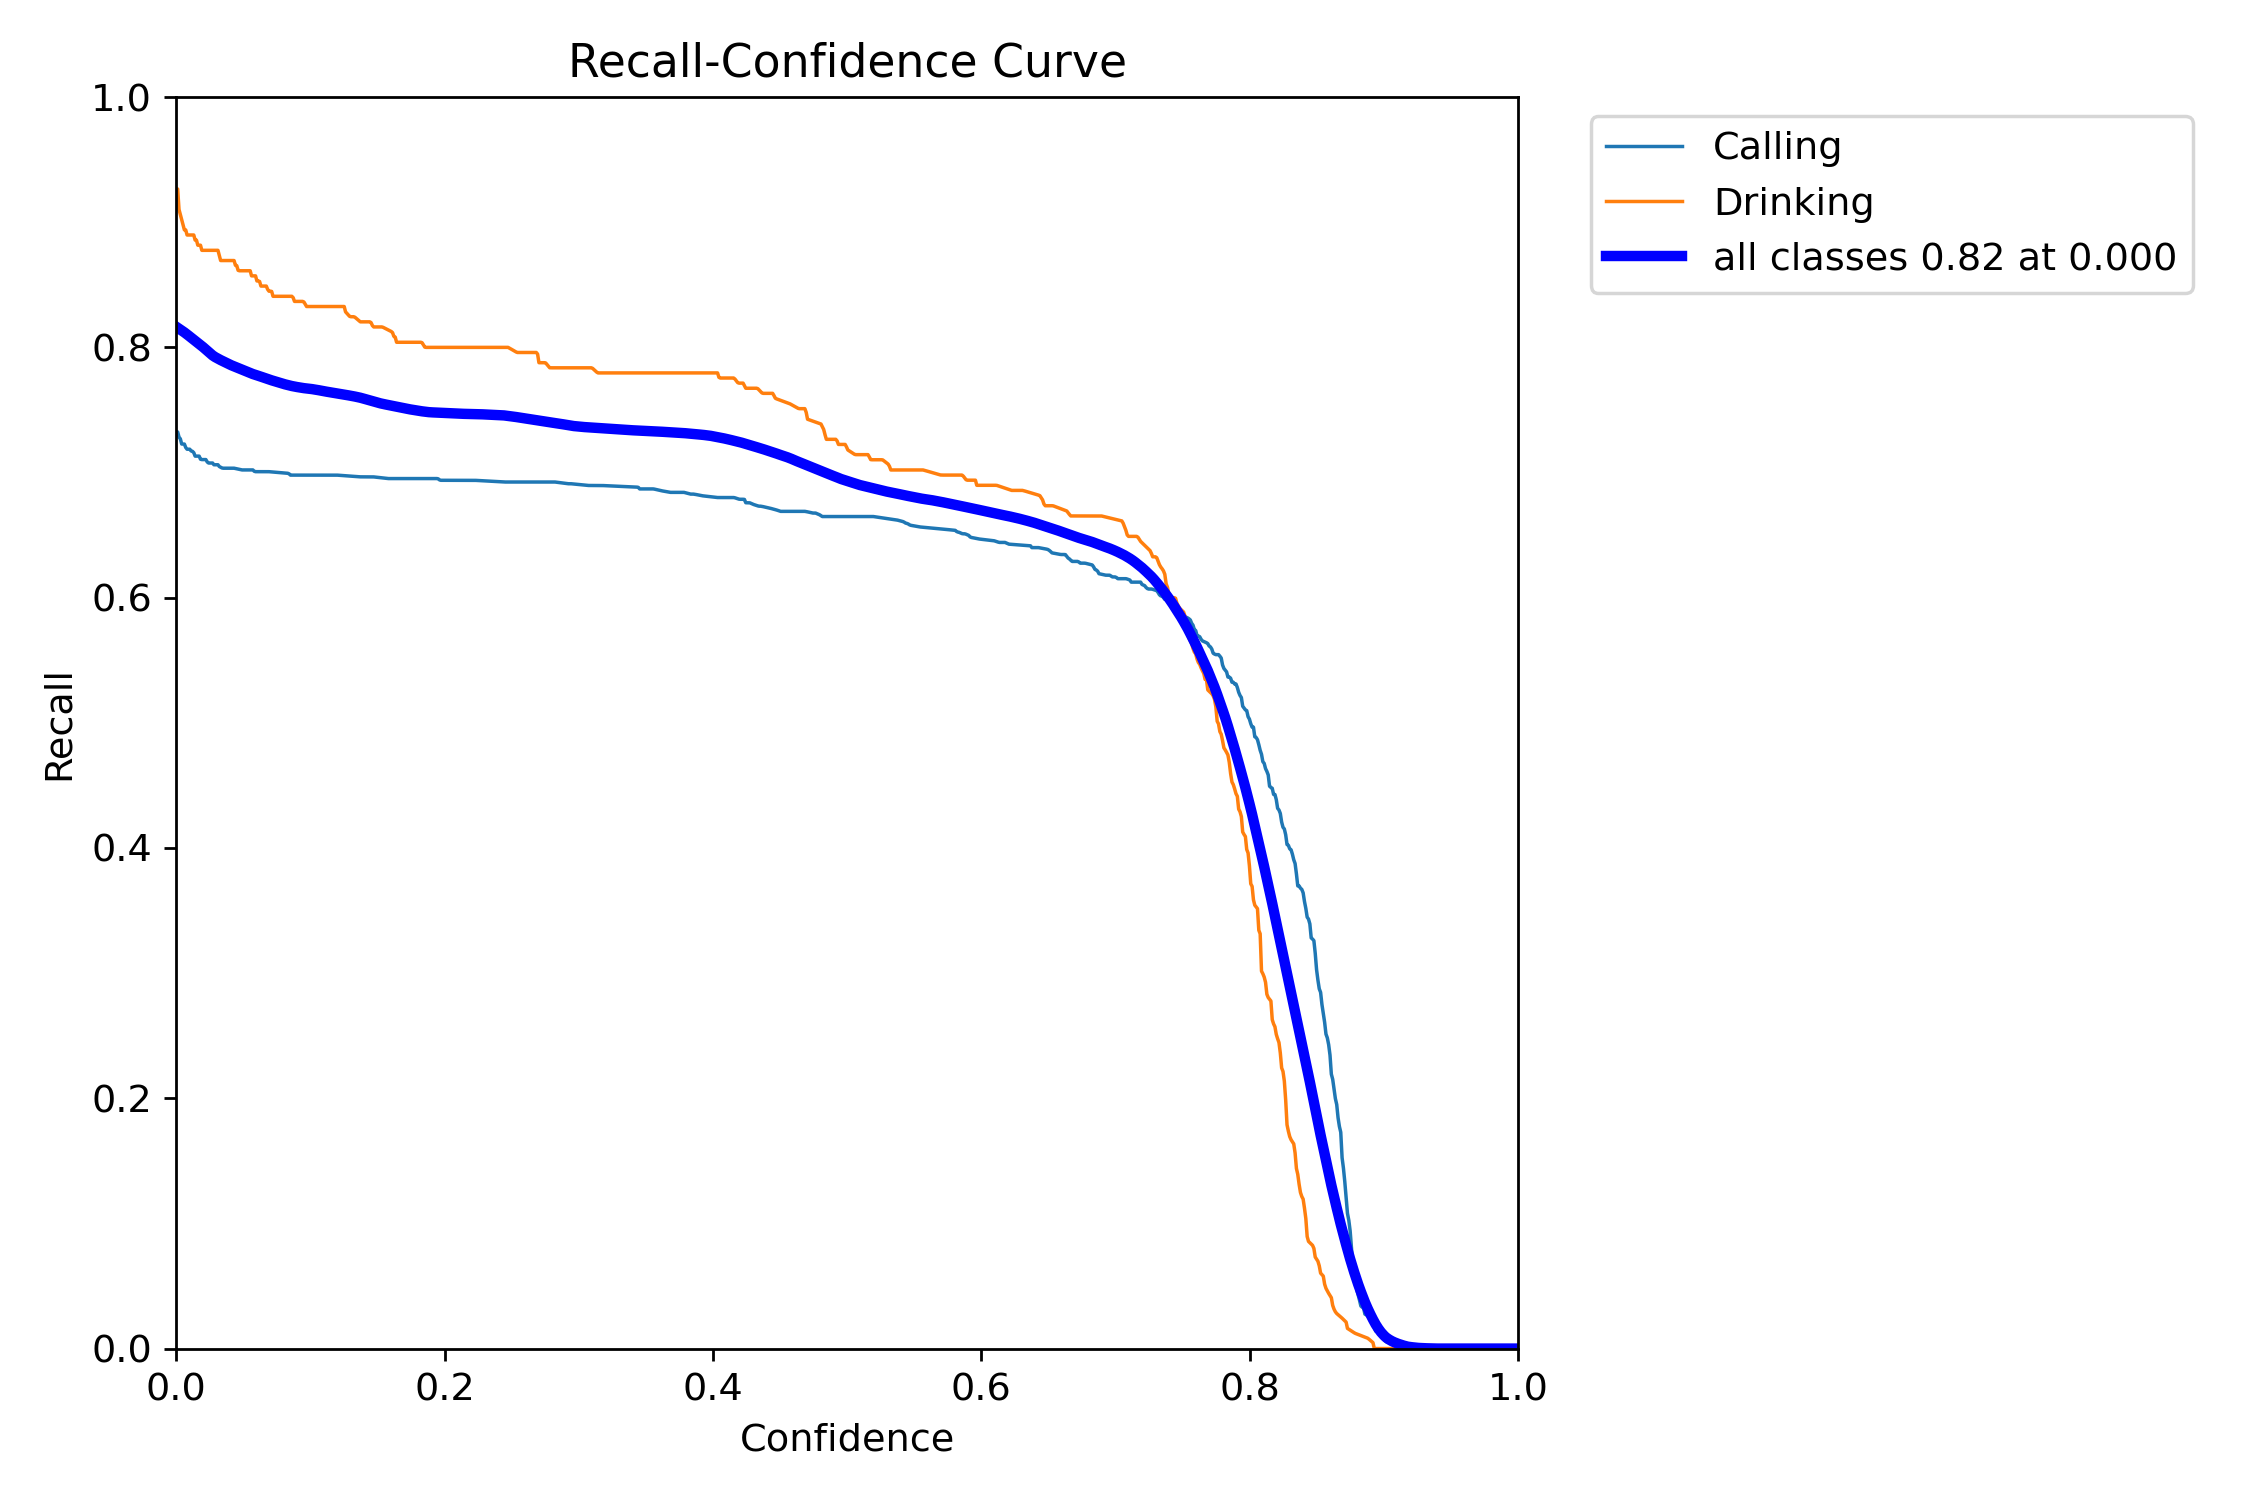 Recall-Confidence Curve
1.0
0.8
0.6
0.4
0.2
0.0
Recall
0.0 0.2 0.4 0.6 0.8 1.0
Confidence
Calling
Drinking
all classes 0.82 at 0.000